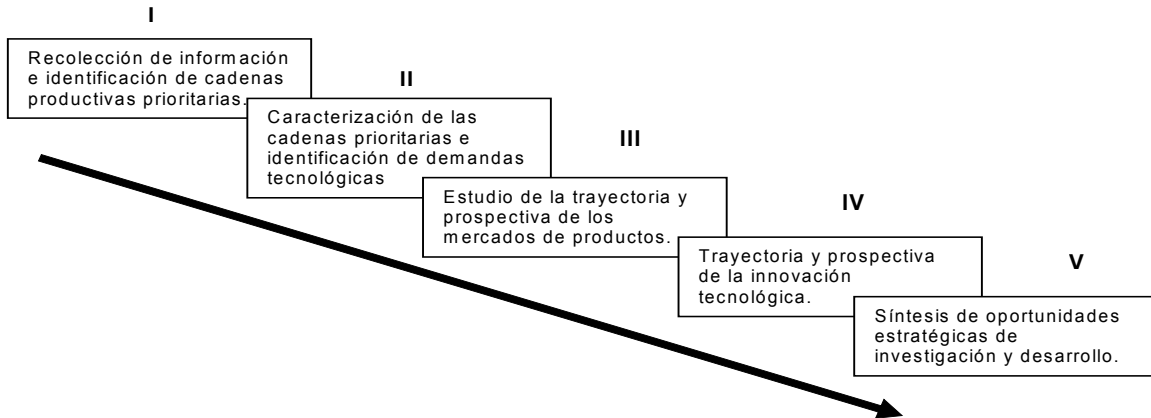 I
Recolección de información
e identificación de cadenas
productivas prioritarias.
II
Caracterización de las
cadenas prioritarias e
identificación de demandas
tecnológicas
III
Estudio de la trayectoria y
prospectiva de los
mercados de productos.
IV
Trayectoria y prospectiva
de la innovación
tecnológica.
V
Síntesis de oportunidades
estratégicas de
investigación y desarrollo.